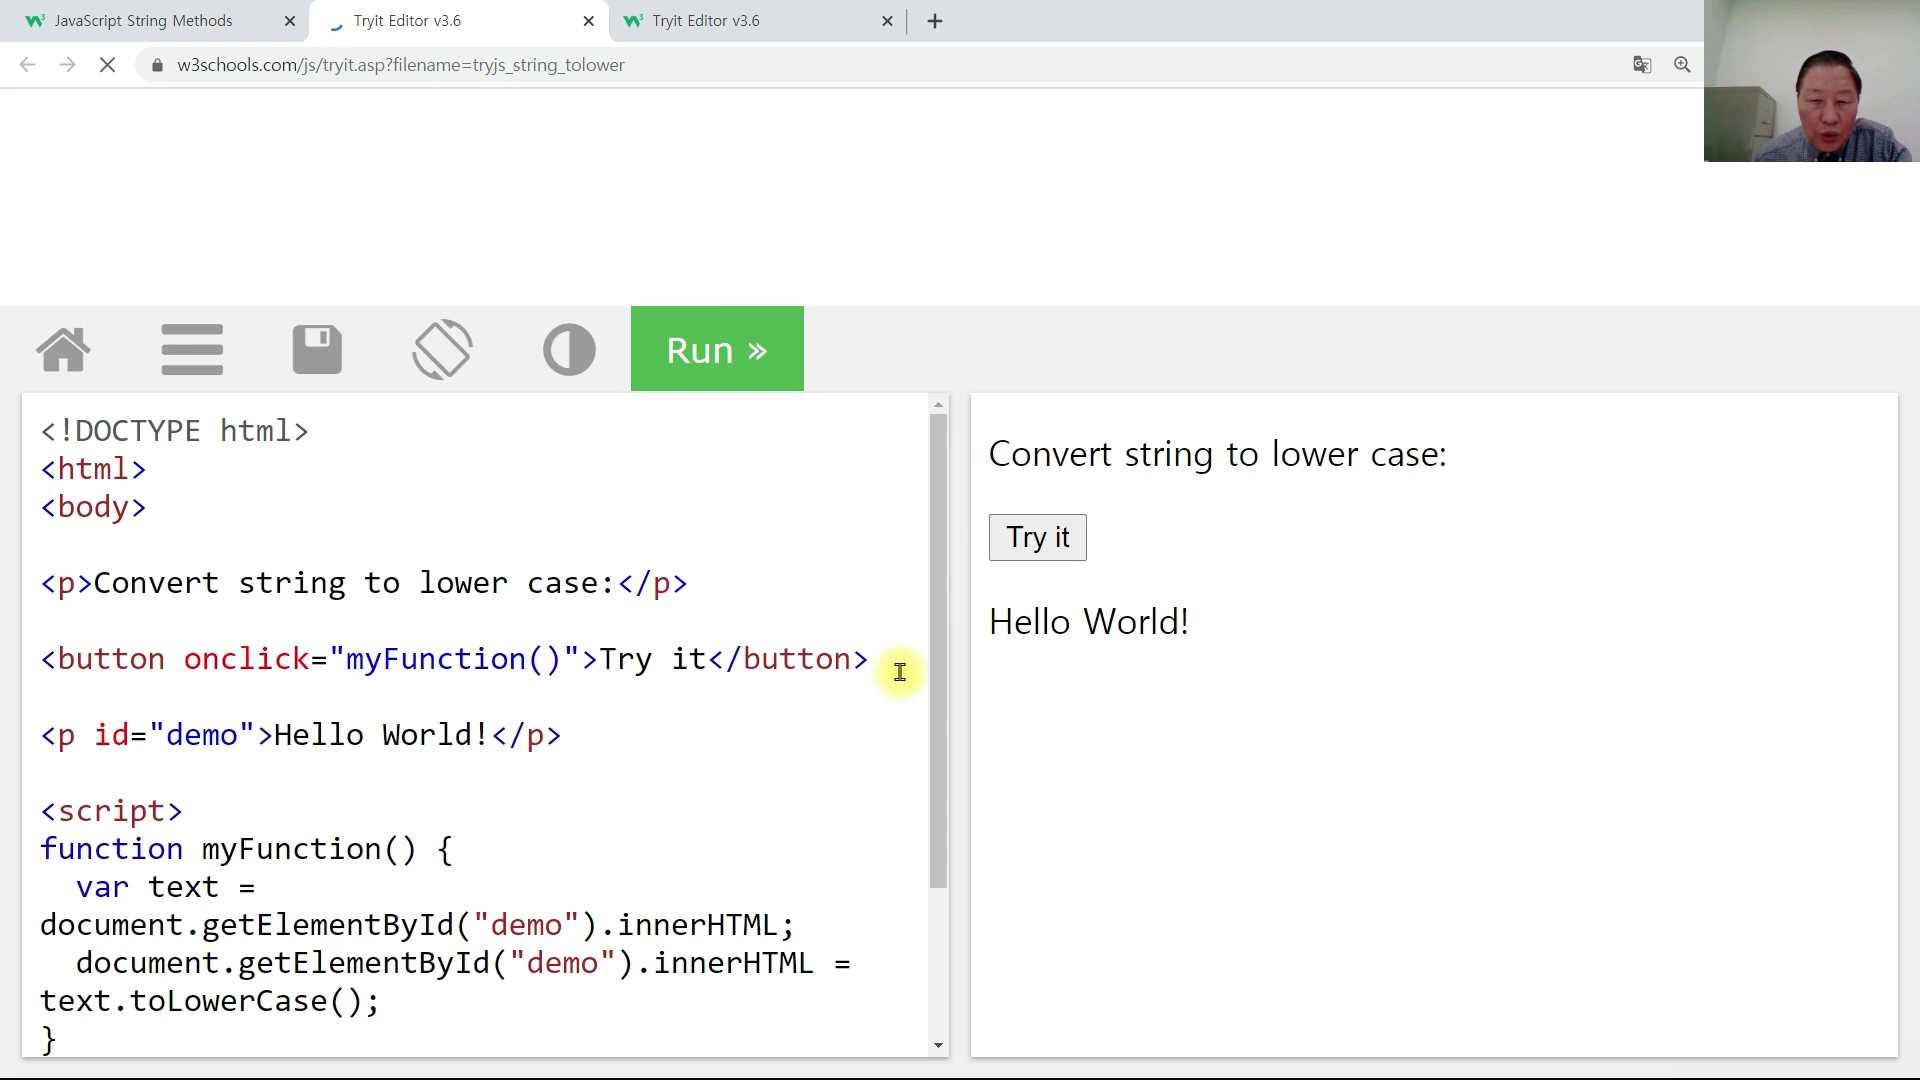 JavaScript String Methods
Tryit Editor v3.6
Tryit Editor v3.6
w3schools.com/js/tryit.asp?filename=tryjs_string_tolower
Run »
<!DOCTYPE html>
<html>
<body>
<p>Convert string to lower case:</p>
<button onclick="myFunction()">Try it</button>
<p id="demo">Hello World!</p>
<script>
function myFunction() {
  var text =
document.getElementById("demo").innerHTML;
  document.getElementById("demo").innerHTML =
text.toLowerCase();
}
Convert string to lower case:
Try it
Hello World!